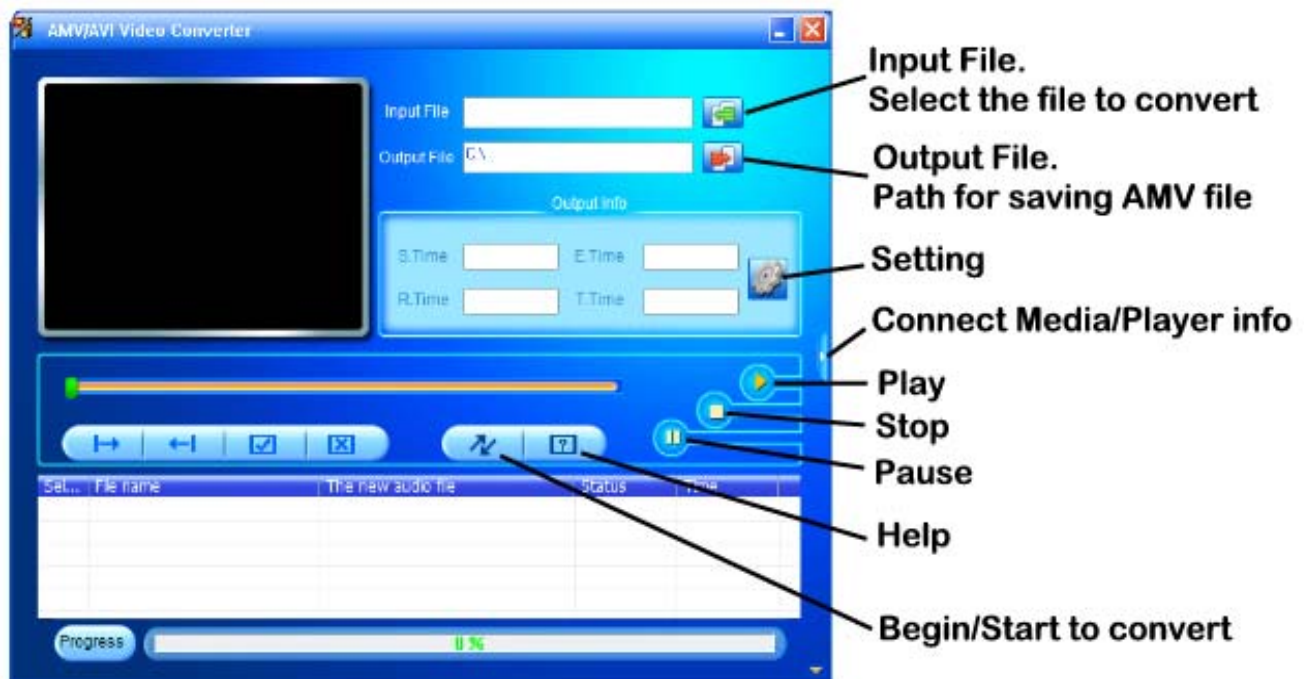 AMV/AVI Video Converter
Input File.
Select the file to convert
Input File
Output File.
Path for saving AMV file
Output File C:\
Output Info
S.Time E.Time
Setting
R.Time T.Time
Connect Media/Player info
Play
Stop
Pause
Sel... File name The new audio file Status Time
Help
Begin/Start to convert
Progress 0 %